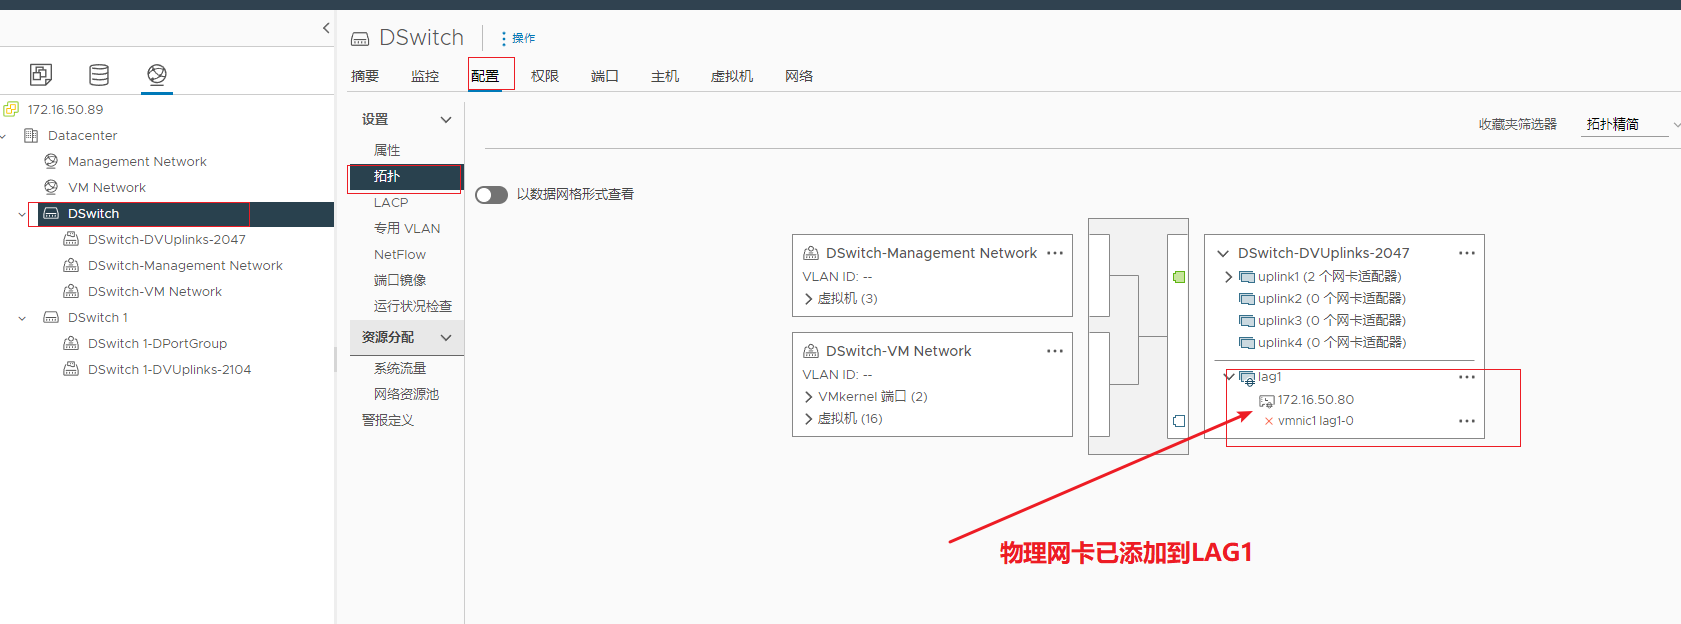 DSwitch
操作
摘要
监控
配置
权限
端口
主机
虚拟机
网络
172.16.50.89
Datacenter
Management Network
VM Network
DSwitch
DSwitch-DVUplinks-2047
DSwitch-Management Network
DSwitch-VM Network
DSwitch 1
DSwitch 1-DPortGroup
DSwitch 1-DVUplinks-2104
设置
属性
拓扑
LACP
专用 VLAN
NetFlow
端口镜像
运行状况检查
资源分配
系统流量
网络资源池
警报定义
收藏夹筛选器
拓扑精简
以数据网格形式查看
DSwitch-Management Network
VLAN ID: --
虚拟机 (3)
DSwitch-VM Network
VLAN ID: --
VMkernel 端口 (2)
虚拟机 (16)
DSwitch-DVUplinks-2047
uplink1 (2 个网卡适配器)
uplink2 (0 个网卡适配器)
uplink3 (0 个网卡适配器)
uplink4 (0 个网卡适配器)
lag1
172.16.50.80
vmnic1 lag1-0
物理网卡已添加到LAG1